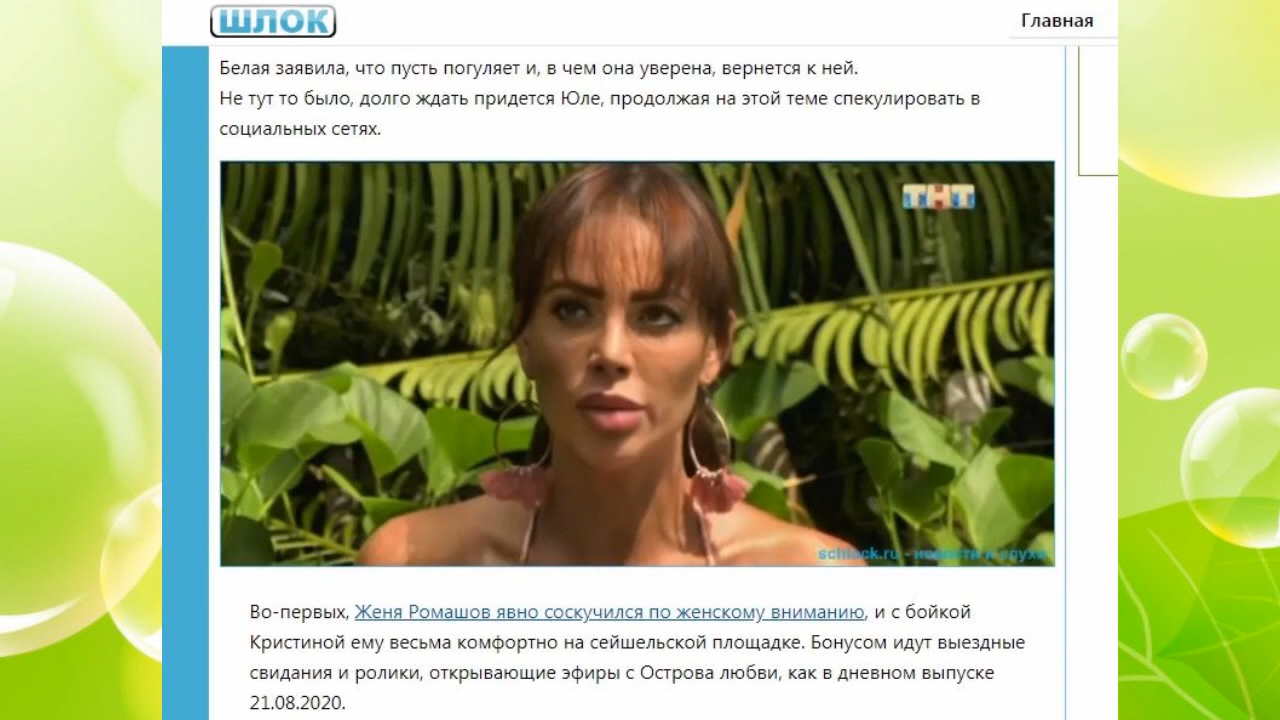 ШЛОК
Главная
Белая заявила, что пусть погуляет и, в чем она уверена, вернется к ней.
Не тут то было, долго ждать придется Юле, продолжая на этой теме спекулировать в
социальных сетях.
ТНТ
schlock.ru - новости и слухи
Во-первых, Женя Ромашов явно соскучился по женскому вниманию, и с бойкой
Кристиной ему весьма комфортно на сейшельской площадке. Бонусом идут выездные
свидания и ролики, открывающие эфиры с Острова любви, как в дневном выпуске
21.08.2020.